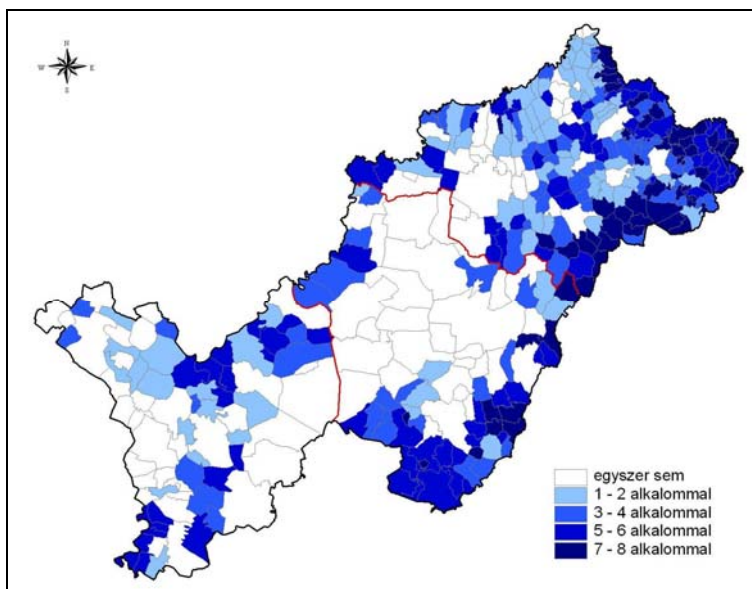 N
W E
S
egyszer sem
1 - 2 alkalommal
3 - 4 alkalommal
5 - 6 alkalommal
7 - 8 alkalommal